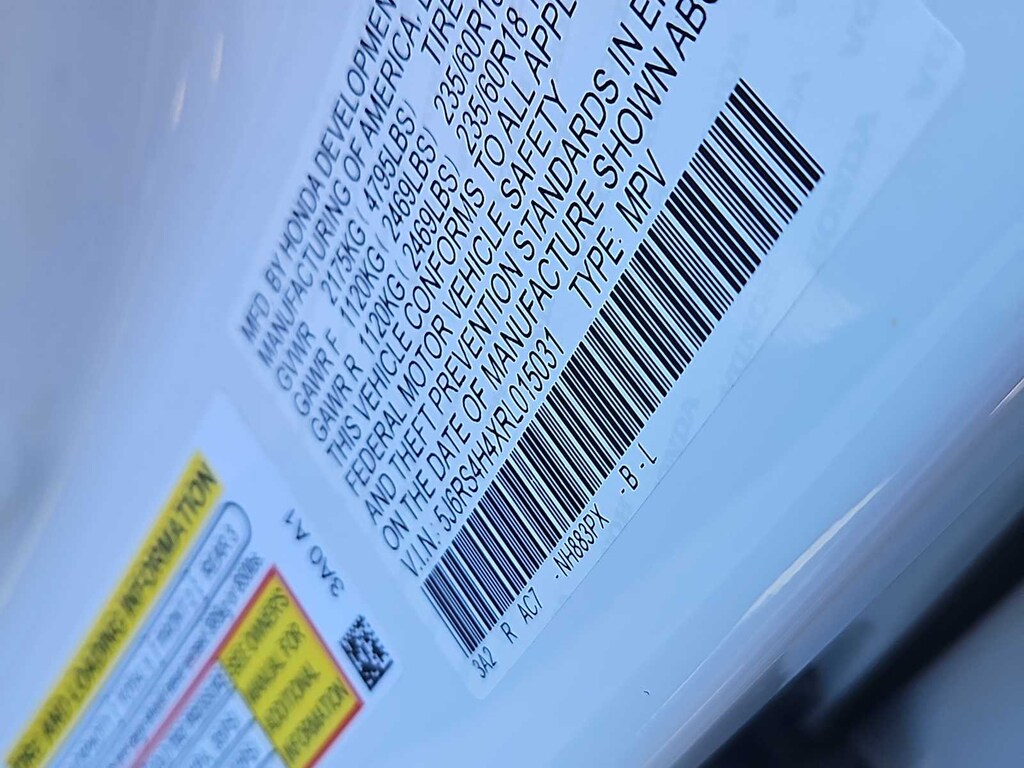 MFD BY HONDA DEVELOPMENT
MANUFACTURING OF AMERICA,
GVWR 2175KG ( 4795LBS) TIRE
GAWR F 1120KG ( 2469LBS) 235/60R18
GAWR R 1120KG ( 2469LBS) 235/60R18
THIS VEHICLE CONFORMS TO ALL APPL
FEDERAL MOTOR VEHICLE SAFETY
AND THEFT PREVENTION STANDARDS IN E
ON THE DATE OF MANUFACTURE SHOWN ABO
V.I.N: 5J6RS4H4XRL015031 TYPE: MPV
3A2 R AC7 -NH883PX -B-L
3A0 A1
AND LOADING INFORMATION
REAR 3
SEE OWNERS
MANUAL FOR
ADDITIONAL
INFORMATION